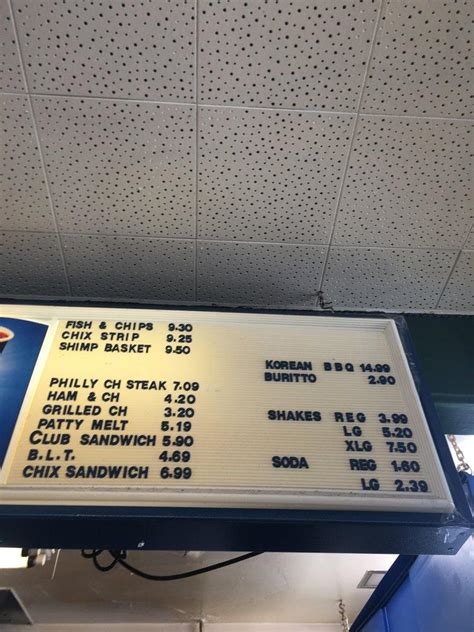 FISH & CHIPS 9.30
CHIX STRIP 9.25
SHIMP BASKET 9.50
PHILLY CH STEAK 7.09
HAM & CH 4.20
GRILLED CH 3.20
PATTY MELT 5.19
CLUB SANDWICH 5.90
B.L.T. 4.69
CHIX SANDWICH 6.99
KOREAN BBQ 14.99
BURITTO 2.90
SHAKES REG 3.99
LG 5.20
XLG 7.50
SODA REG 1.60
LG 2.39